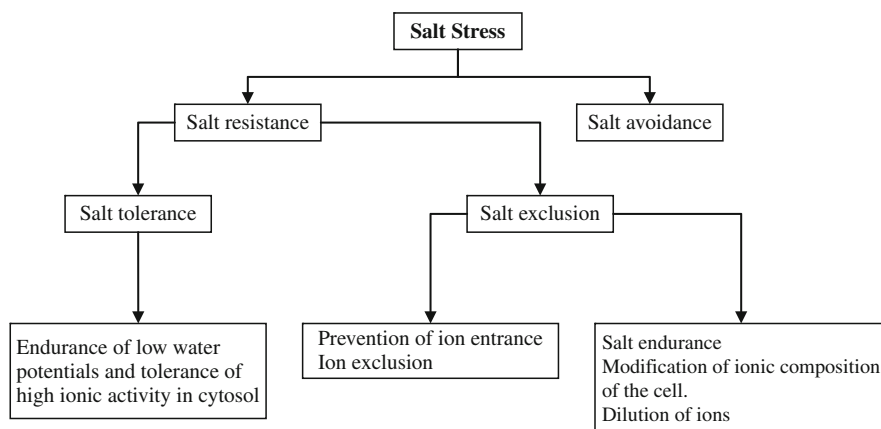 Salt Stress
Salt resistance
Salt avoidance
Salt tolerance
Salt exclusion
Endurance of low water
potentials and tolerance of
high ionic activity in cytosol
Prevention of ion entrance
Ion exclusion
Salt endurance
Modification of ionic composition
of the cell.
Dilution of ions